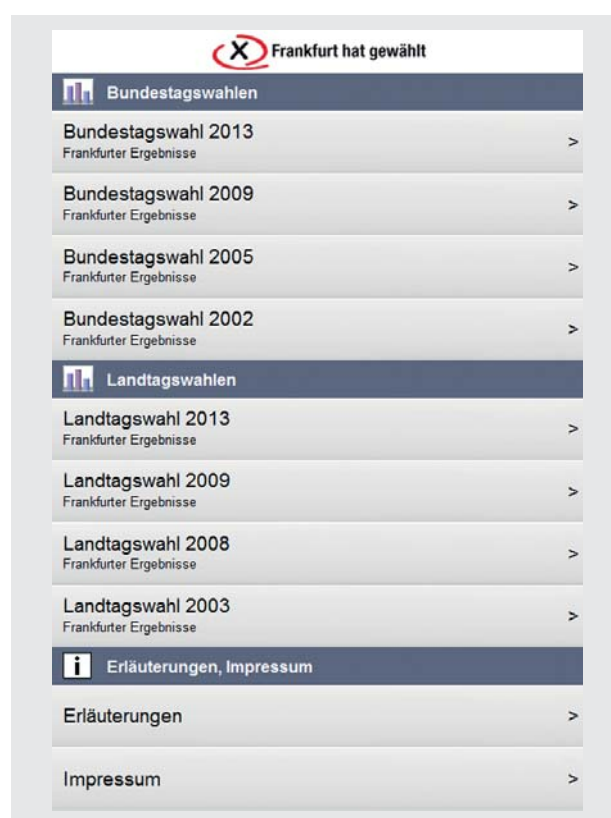 Frankfurt hat gewählt
Bundestagswahlen
Bundestagswahl 2013
Frankfurter Ergebnisse
>
Bundestagswahl 2009
Frankfurter Ergebnisse
>
Bundestagswahl 2005
Frankfurter Ergebnisse
>
Bundestagswahl 2002
Frankfurter Ergebnisse
>
Landtagswahlen
Landtagswahl 2013
Frankfurter Ergebnisse
>
Landtagswahl 2009
Frankfurter Ergebnisse
>
Landtagswahl 2008
Frankfurter Ergebnisse
>
Landtagswahl 2003
Frankfurter Ergebnisse
>
i Erläuterungen, Impressum
Erläuterungen >
Impressum >